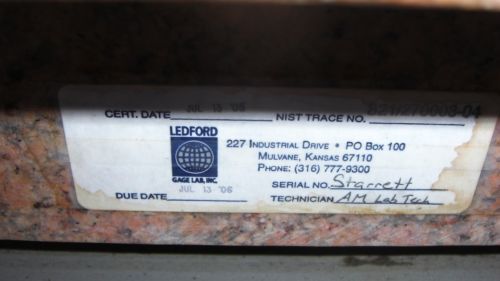 CERT. DATE JUL 13 '05 NIST TRACE NO.
LEDFORD
GAGE LAB, INC.
227 INDUSTRIAL DRIVE • PO BOX 100
MULVANE, KANSAS 67110
PHONE: (316) 777-9300
SERIAL NO. Starrett
DUE DATE JUL 13 '06 TECHNICIAN AM Lab Tech